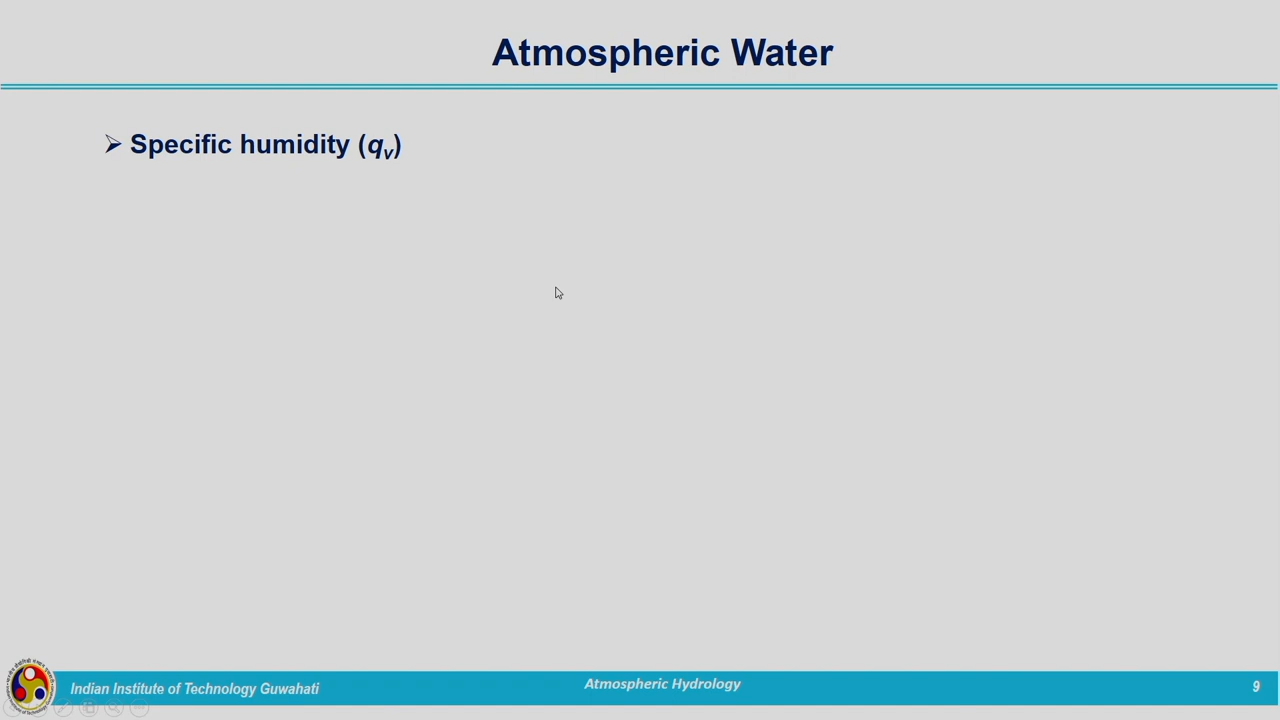 Atmospheric Water
➢ Specific humidity (qv)
Indian Institute of Technology Guwahati
Atmospheric Hydrology
9